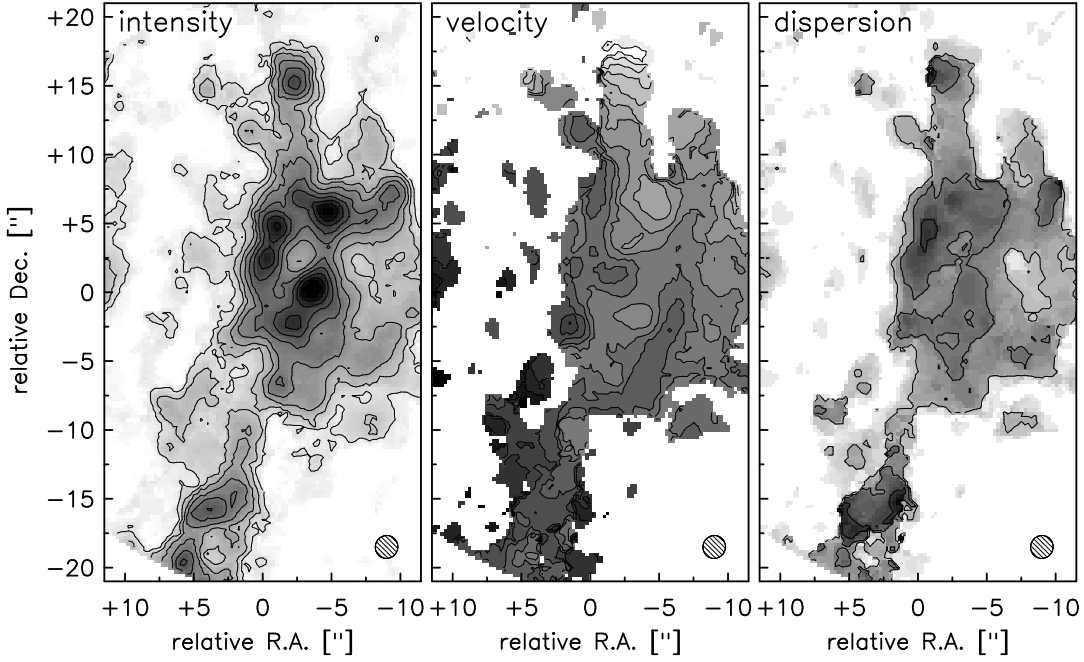 intensity velocity dispersion
+20
+15
+10
+5
0
−5
−10
−15
−20
relative Dec. ["]
+10 +5 0 −5 −10 +10 +5 0 −5 −10 +10 +5 0 −5 −10
relative R.A. ["] relative R.A. ["] relative R.A. ["]